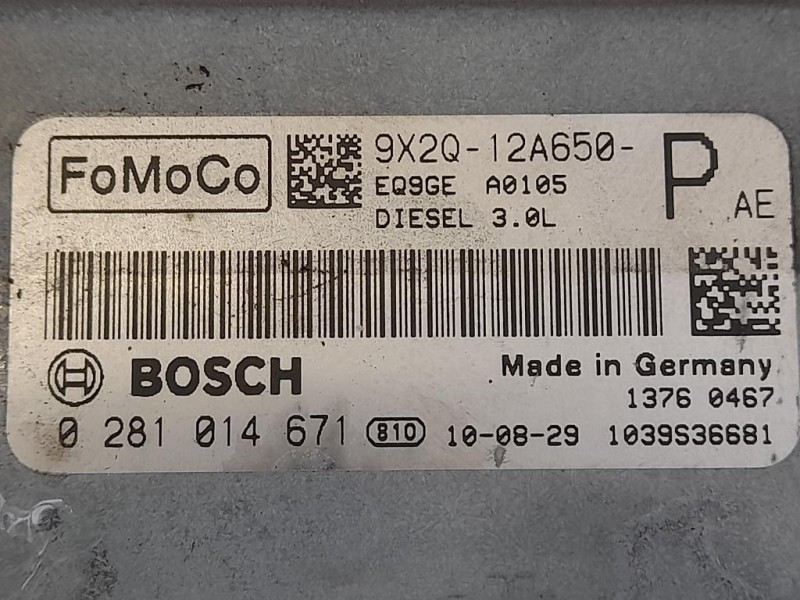 FoMoCo
9X2Q-12A650- P AE
EQ9GE A0105
DIESEL 3.0L
BOSCH
Made in Germany
1376 0467
0 281 014 671 810 10-08-29 1039S36681